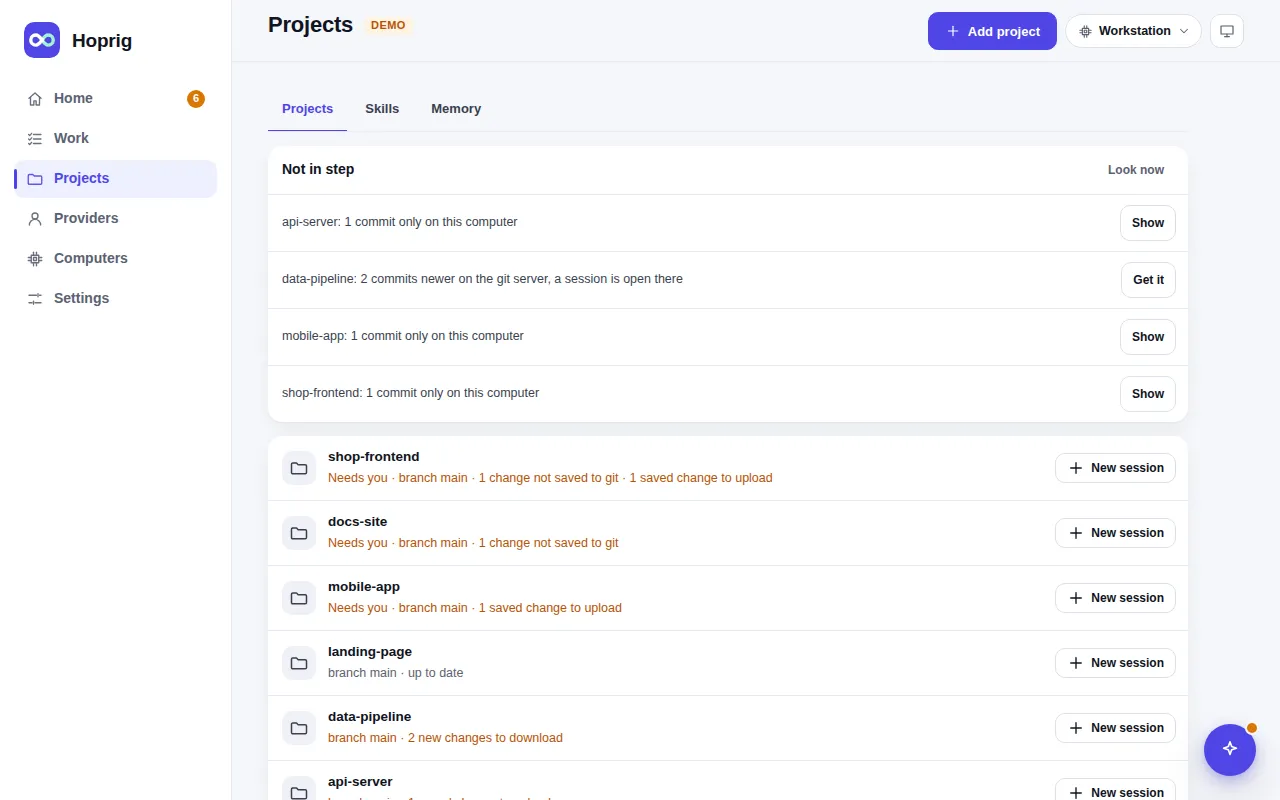 Hoprig
Home 6
Work
Projects
Providers
Computers
Settings
Projects DEMO
Add project
Workstation
Projects Skills Memory
Not in step Look now
api-server: 1 commit only on this computer Show
data-pipeline: 2 commits newer on the git server, a session is open there Get it
mobile-app: 1 commit only on this computer Show
shop-frontend: 1 commit only on this computer Show
shop-frontend
Needs you · branch main · 1 change not saved to git · 1 saved change to upload
New session
docs-site
Needs you · branch main · 1 change not saved to git
New session
mobile-app
Needs you · branch main · 1 saved change to upload
New session
landing-page
branch main · up to date
New session
data-pipeline
branch main · 2 new changes to download
New session
api-server
New session